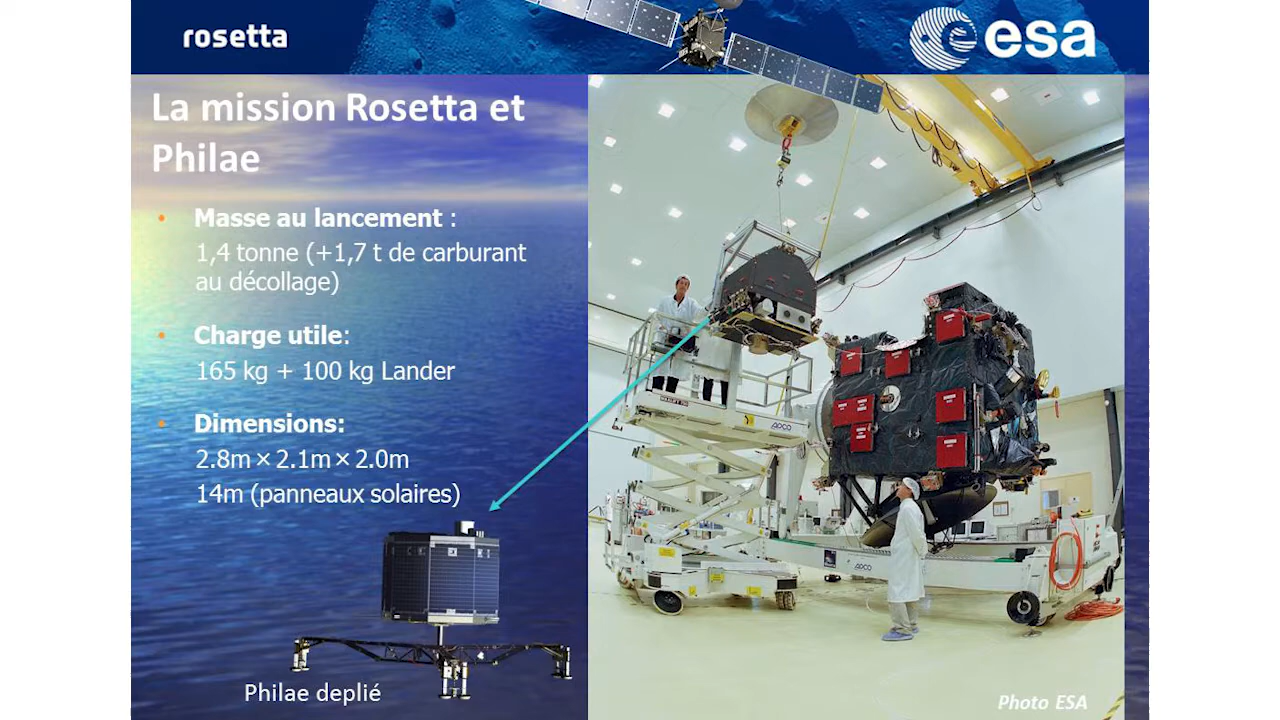 rosetta
esa
La mission Rosetta et
Philae
• Masse au lancement :
1,4 tonne (+1,7 t de carburant
au décollage)
• Charge utile:
165 kg + 100 kg Lander
• Dimensions:
2.8m×2.1m×2.0m
14m (panneaux solaires)
Philae deplié
APCO
APCO
Photo ESA